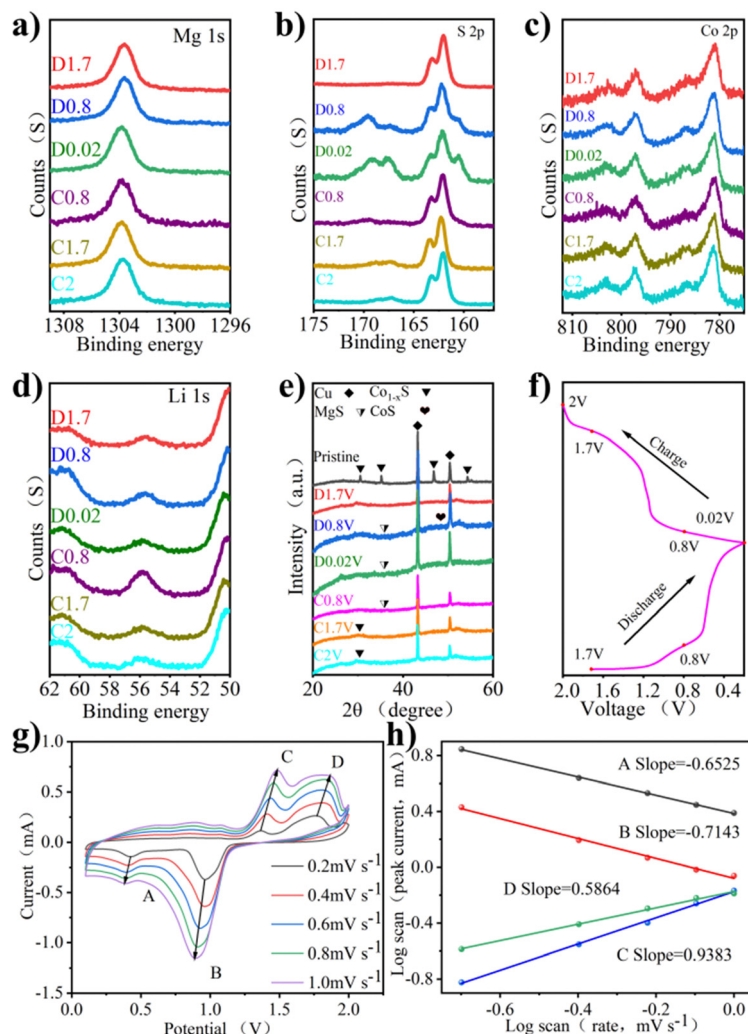 a)
Mg 1s
D1.7
D0.8
D0.02
C0.8
C1.7
C2
Counts （S）
1308 1304 1300 1296
Binding energy
b)
S 2p
D1.7
D0.8
D0.02
C0.8
C1.7
C2
Counts （S）
175 170 165 160
Binding energy
c)
Co 2p
D1.7
D0.8
D0.02
C0.8
C1.7
C2
Counts （S）
810 800 790 780
Binding energy
d)
Li 1s
D1.7
D0.8
D0.02
C0.8
C1.7
C2
Counts （S）
62 60 58 56 54 52 50
Binding energy
e)
Cu ◆ Co1-xS ▼
MgS CoS
Pristine
D1.7V
D0.8V
D0.02V
C0.8V
C1.7V
C2V
Intensity （a.u.）
20 30 40 50 60
2θ （degree）
f)
2V
1.7V
Charge
0.02V
0.8V
Discharge
1.7V
0.8V
2.0 1.6 1.2 0.8 0.4
Voltage （V）
g)
C
D
A
B
0.2mV s-1
0.4mV s-1
0.6mV s-1
0.8mV s-1
1.0mV s-1
1.0
0.5
0.0
-0.5
-1.0
-1.5
Current （mA）
0.0 0.5 1.0 1.5 2.0
Potential （V）
h)
A Slope=-0.6525
B Slope=-0.7143
D Slope=0.5864
C Slope=0.9383
0.8
0.4
0.0
-0.4
-0.8
Log scan （peak current, mA）
-0.6 -0.4 -0.2 0.0
Log scan （ rate, mV s-1）